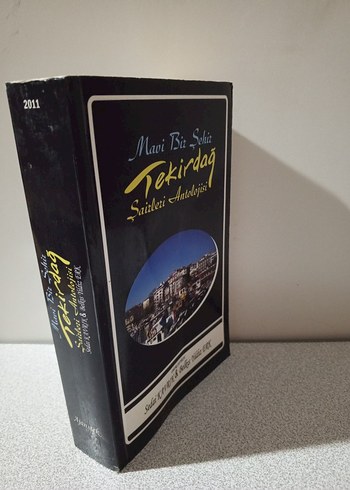 2011
Mavi Bir Şehir
Tekirdağ
Şairleri Antolojisi
Mavi Bir Şehir
Tekirdağ
Şairleri Antolojisi